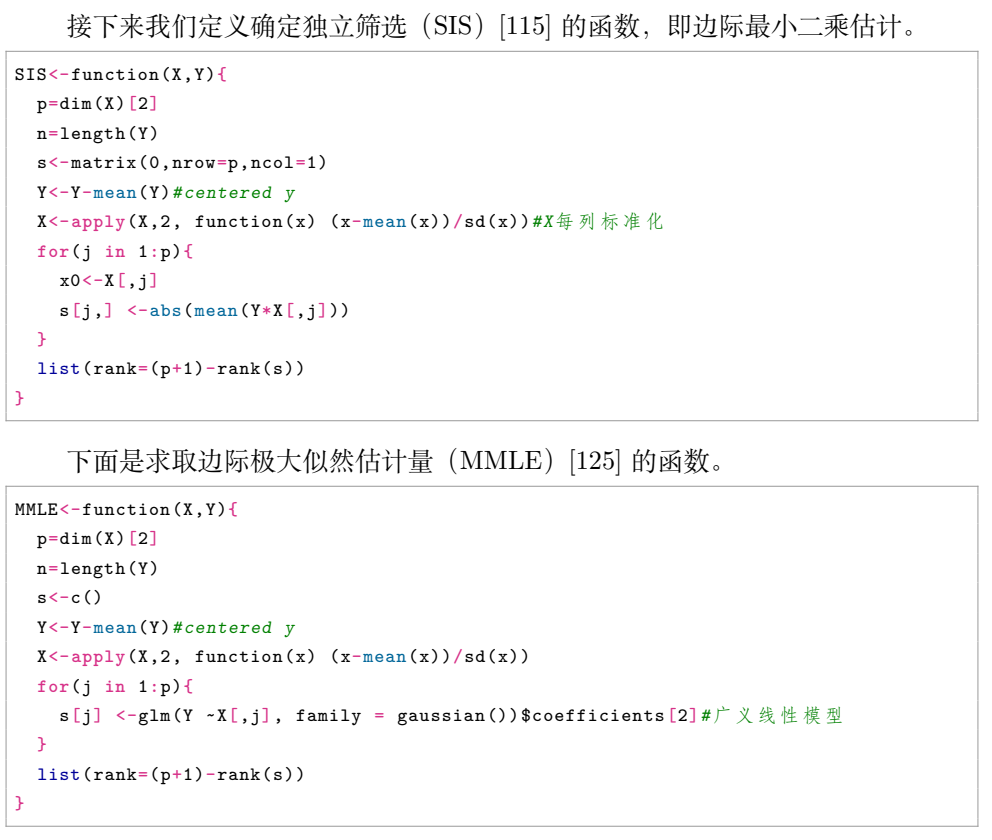 接下来我们定义确定独立筛选（SIS）[115] 的函数，即边际最小二乘估计。
SIS<-function(X,Y){
  p=dim(X)[2]
  n=length(Y)
  s<-matrix(0,nrow=p,ncol=1)
  Y<-Y-mean(Y)#centered y
  X<-apply(X,2, function(x) (x-mean(x))/sd(x))#X每列标准化
  for(j in 1:p){
    x0<-X[,j]
    s[j,] <-abs(mean(Y*X[,j]))
  }
  list(rank=(p+1)-rank(s))
}
下面是求取边际极大似然估计量（MMLE）[125] 的函数。
MMLE<-function(X,Y){
  p=dim(X)[2]
  n=length(Y)
  s<-c()
  Y<-Y-mean(Y)#centered y
  X<-apply(X,2, function(x) (x-mean(x))/sd(x))
  for(j in 1:p){
    s[j] <-glm(Y ~X[,j], family = gaussian())$coefficients[2]#广义线性模型
  }
  list(rank=(p+1)-rank(s))
}